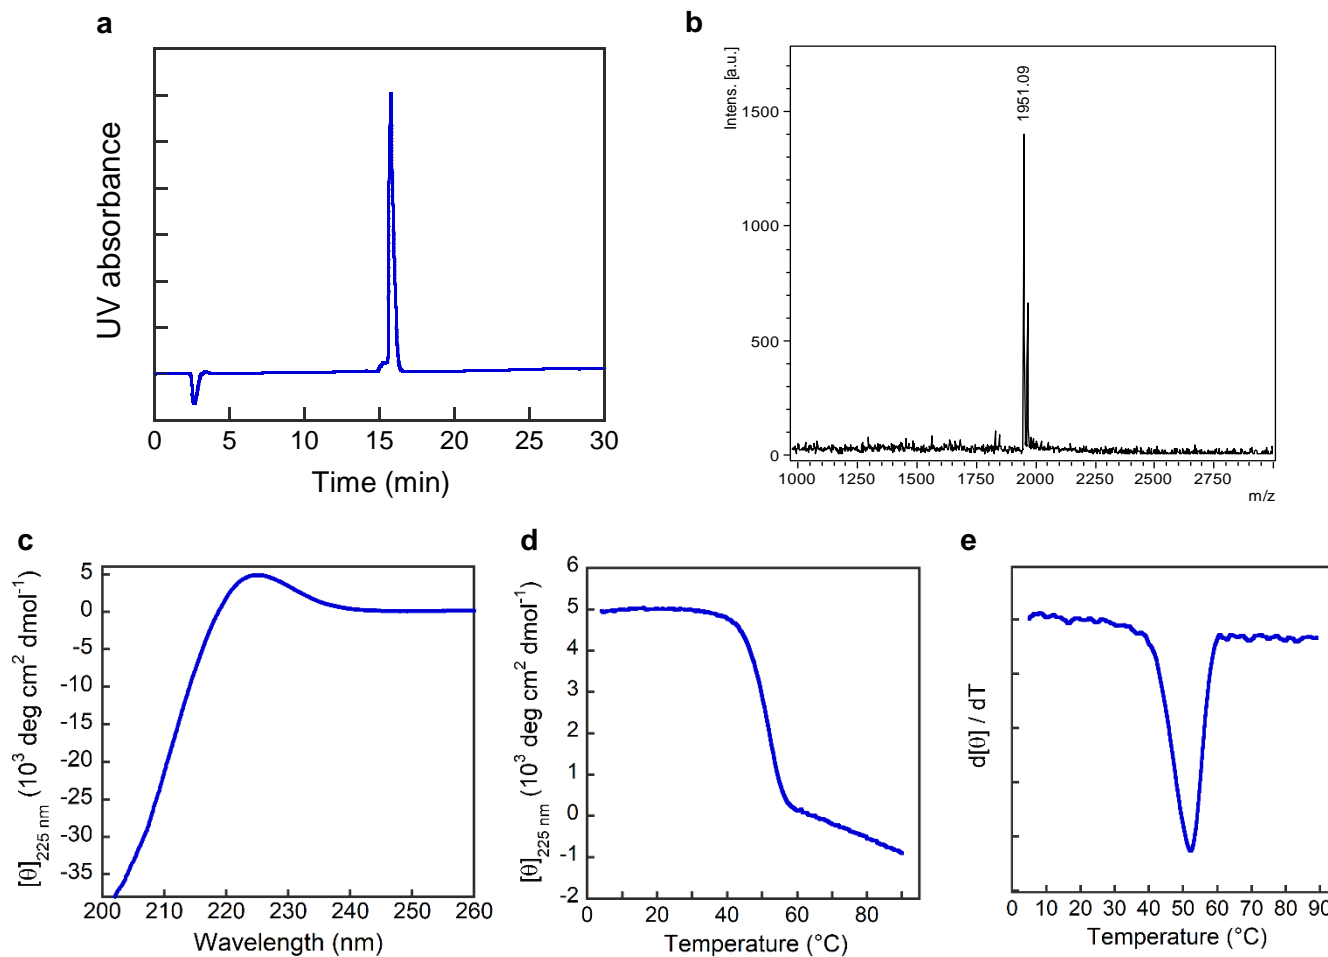 a
UV absorbance
0 5 10 15 20 25 30
Time (min)
b
Intens. [a.u.]
1951.09
1500
1000
500
0
1000 1250 1500 1750 2000 2250 2500 2750
m/z
c
[θ]225 nm (10³ deg cm² dmol⁻¹)
5
0
-5
-10
-15
-20
-25
-30
-35
200 210 220 230 240 250 260
Wavelength (nm)
d
[θ]225 nm (10³ deg cm² dmol⁻¹)
6
5
4
3
2
1
0
-1
-2
0 20 40 60 80
Temperature (°C)
e
d[θ] / dT
0 10 20 30 40 50 60 70 80 90
Temperature (°C)